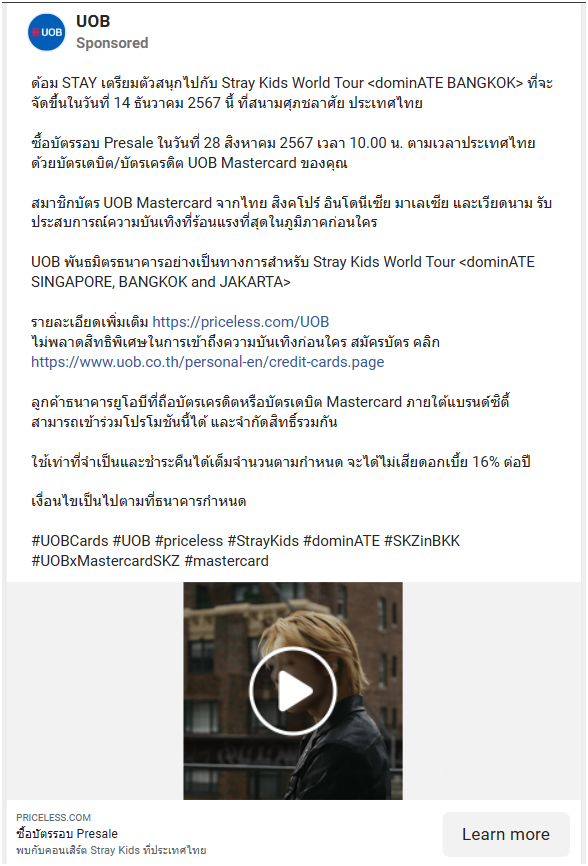 UOB
UOB
Sponsored
ด้อม STAY เตรียมตัวสนุกไปกับ Stray Kids World Tour <dominATE BANGKOK> ที่จะ
จัดขึ้นในวันที่ 14 ธันวาคม 2567 นี้ ที่สนามศุภชลาศัย ประเทศไทย
ซื้อบัตรรอบ Presale ในวันที่ 28 สิงหาคม 2567 เวลา 10.00 น. ตามเวลาประเทศไทย
ด้วยบัตรเดบิต/บัตรเครดิต UOB Mastercard ของคุณ
สมาชิกบัตร UOB Mastercard จากไทย สิงคโปร์ อินโดนีเซีย มาเลเซีย และเวียดนาม รับ
ประสบการณ์ความบันเทิงที่ร้อนแรงที่สุดในภูมิภาคก่อนใคร
UOB พันธมิตรธนาคารอย่างเป็นทางการสำหรับ Stray Kids World Tour <dominATE
SINGAPORE, BANGKOK and JAKARTA>
รายละเอียดเพิ่มเติม https://priceless.com/UOB
ไม่พลาดสิทธิพิเศษในการเข้าถึงความบันเทิงก่อนใคร สมัครบัตร คลิก
https://www.uob.co.th/personal-en/credit-cards.page
ลูกค้าธนาคารยูโอบีที่ถือบัตรเครดิตหรือบัตรเดบิต Mastercard ภายใต้แบรนด์ซิตี้
สามารถเข้าร่วมโปรโมชันนี้ได้ และจำกัดสิทธิ์รวมกัน
ใช้เท่าที่จำเป็นและชำระคืนได้เต็มจำนวนตามกำหนด จะได้ไม่เสียดอกเบี้ย 16% ต่อปี
เงื่อนไขเป็นไปตามที่ธนาคารกำหนด
#UOBCards #UOB #priceless #StrayKids #dominATE #SKZinBKK
#UOBxMastercardSKZ #mastercard
PRICELESS.COM
ซื้อบัตรรอบ Presale
พบกับคอนเสิร์ต Stray Kids ที่ประเทศไทย
Learn more